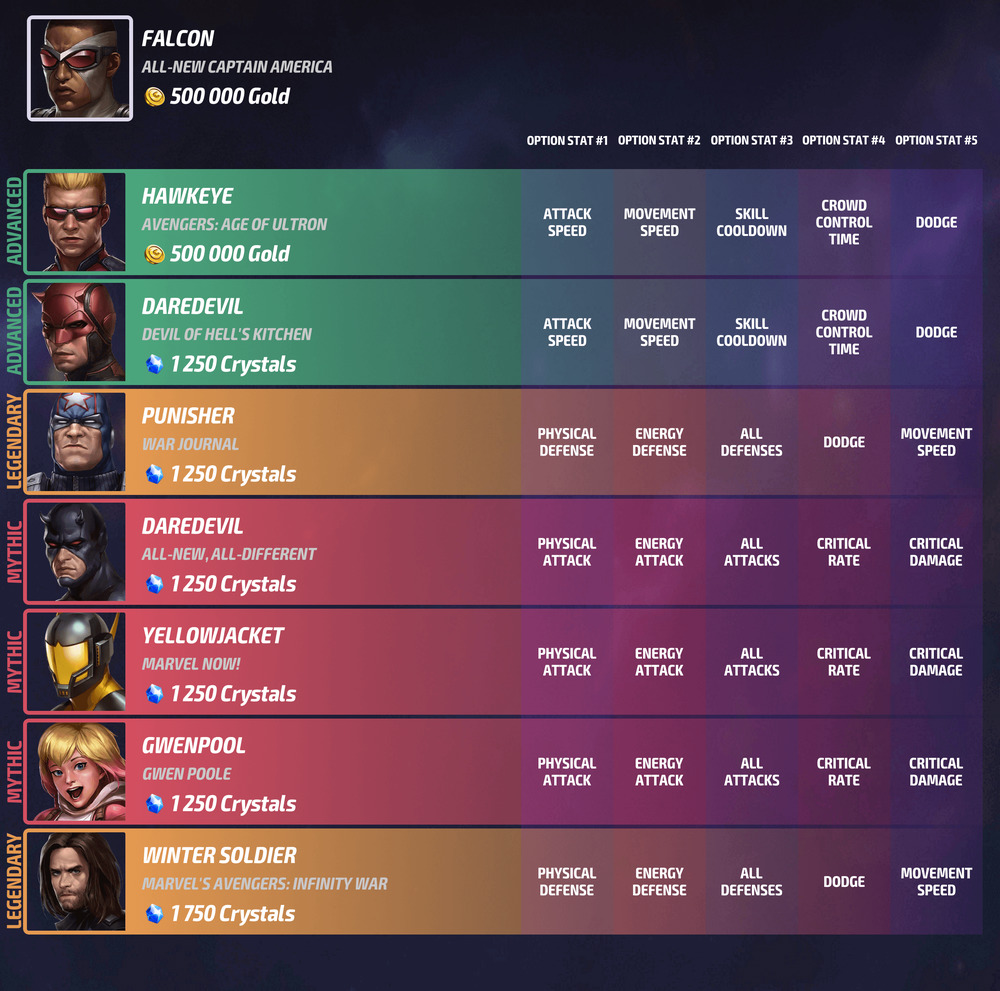 FALCON
ALL-NEW CAPTAIN AMERICA
500 000 Gold
OPTION STAT #1 OPTION STAT #2 OPTION STAT #3 OPTION STAT #4 OPTION STAT #5
ADVANCED
HAWKEYE
AVENGERS: AGE OF ULTRON
500 000 Gold
ATTACK
SPEED
MOVEMENT
SPEED
SKILL
COOLDOWN
CROWD
CONTROL
TIME
DODGE
ADVANCED
DAREDEVIL
DEVIL OF HELL'S KITCHEN
1 250 Crystals
ATTACK
SPEED
MOVEMENT
SPEED
SKILL
COOLDOWN
CROWD
CONTROL
TIME
DODGE
LEGENDARY
PUNISHER
WAR JOURNAL
1 250 Crystals
PHYSICAL
DEFENSE
ENERGY
DEFENSE
ALL
DEFENSES
DODGE
MOVEMENT
SPEED
MYTHIC
DAREDEVIL
ALL-NEW, ALL-DIFFERENT
1 250 Crystals
PHYSICAL
ATTACK
ENERGY
ATTACK
ALL
ATTACKS
CRITICAL
RATE
CRITICAL
DAMAGE
MYTHIC
YELLOWJACKET
MARVEL NOW!
1 250 Crystals
PHYSICAL
ATTACK
ENERGY
ATTACK
ALL
ATTACKS
CRITICAL
RATE
CRITICAL
DAMAGE
MYTHIC
GWENPOOL
GWEN POOLE
1 250 Crystals
PHYSICAL
ATTACK
ENERGY
ATTACK
ALL
ATTACKS
CRITICAL
RATE
CRITICAL
DAMAGE
LEGENDARY
WINTER SOLDIER
MARVEL'S AVENGERS: INFINITY WAR
1 750 Crystals
PHYSICAL
DEFENSE
ENERGY
DEFENSE
ALL
DEFENSES
DODGE
MOVEMENT
SPEED